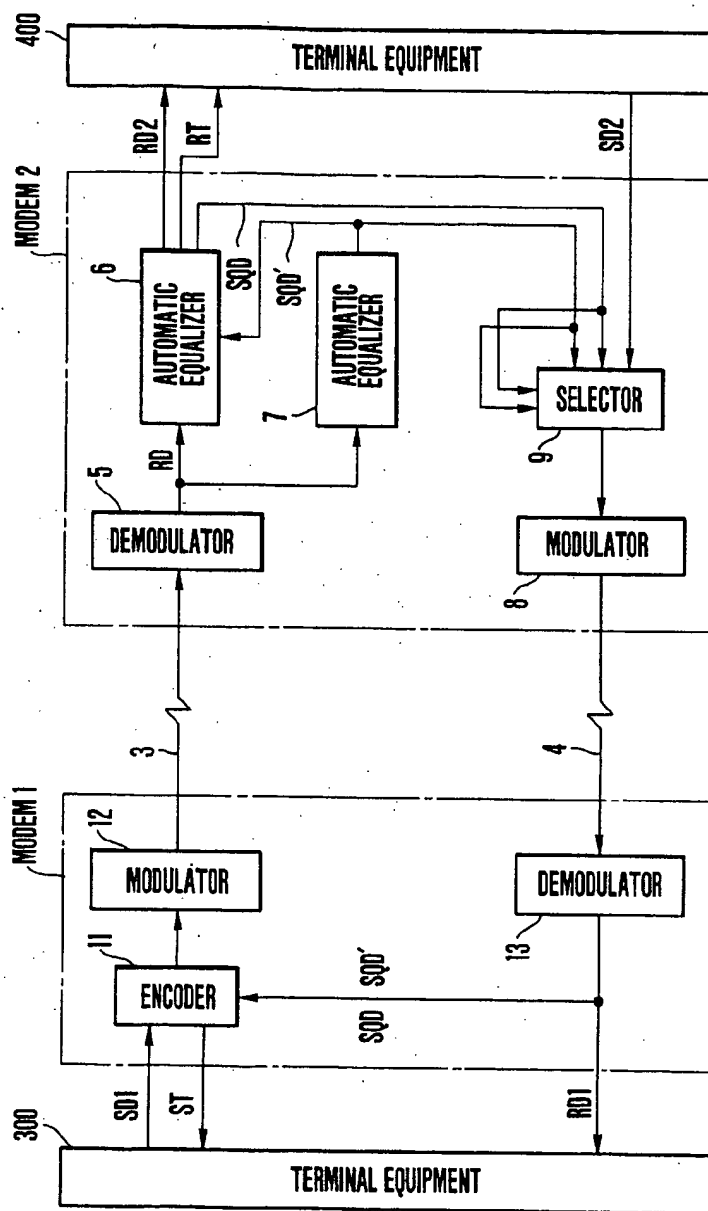 300
TERMINAL EQUIPMENT
SD1
ST
RD1
MODEM 1
11
ENCODER
12
MODULATOR
SQD
SQD′
DEMODULATOR
13
3
4
MODEM 2
5
DEMODULATOR
RD
6
AUTOMATIC
EQUALIZER
7
AUTOMATIC
EQUALIZER
SQD
SQD′
SELECTOR
9
MODULATOR
8
RD2
RT
SD2
400
TERMINAL EQUIPMENT